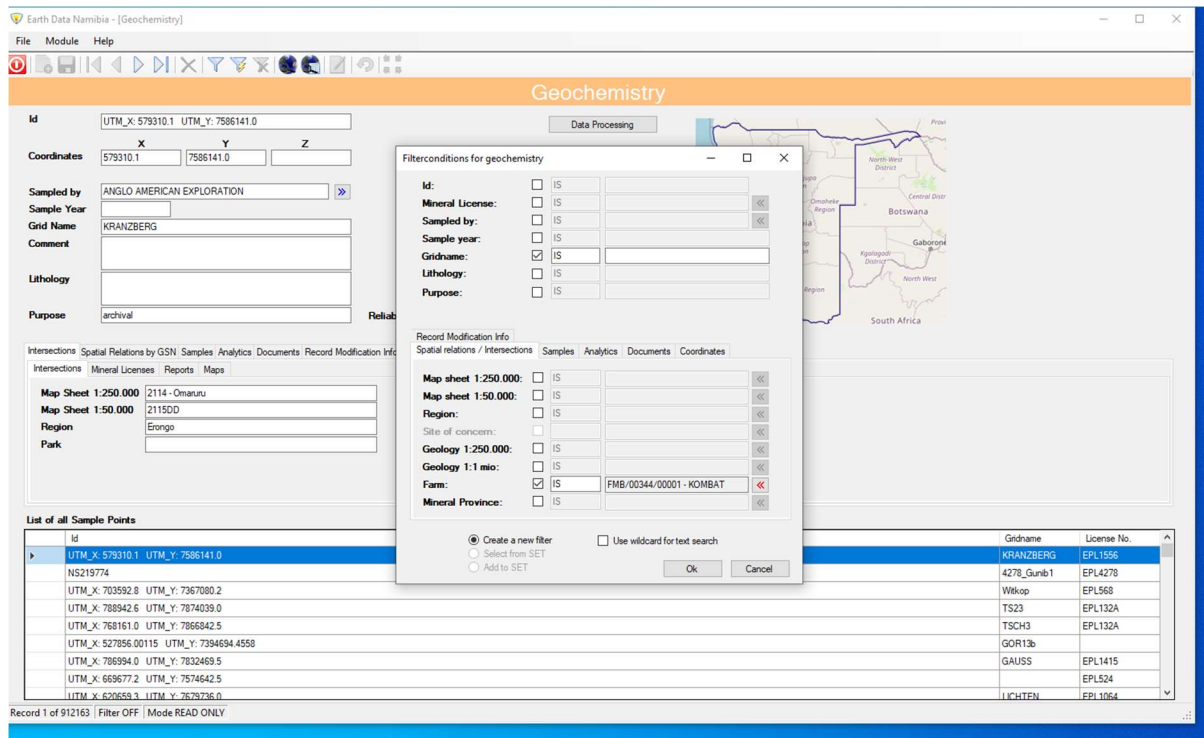 Earth Data Namibia - [Geochemistry]
File Module Help
Geochemistry
Id UTM_X: 579310.1 UTM_Y: 7586141.0
Data Processing
X Y Z
Coordinates 579310.1 7586141.0
Sampled by ANGLO AMERICAN EXPLORATION
Sample Year
Grid Name KRANZBERG
Comment
Lithology
Purpose archival
Reliab
Intersections Spatial Relations by GSN Samples Analytics Documents Record Modification Info
Intersections Mineral Licenses Reports Maps
Map Sheet 1:250.000 2114 - Omaruru
Map Sheet 1:50.000 2115DD
Region Erongo
Park
Filterconditions for geochemistry
Id: IS
Mineral License: IS
Sampled by: IS
Sample year: IS
Gridname: IS
Lithology: IS
Purpose: IS
Record Modification Info
Spatial relations / Intersections Samples Analytics Documents Coordinates
Map sheet 1:250.000: IS
Map sheet 1:50.000: IS
Region: IS
Site of concern:
Geology 1:250.000: IS
Geology 1:1 mio: IS
Farm: IS FMB/00344/00001 - KOMBAT
Mineral Province: IS
Create a new filter Use wildcard for text search
Select from SET
Add to SET
Ok Cancel
North-West
District
Central Distr
Omaheke
Region
Botswana
Gaborone
Kgalagadi
District
North West
Region
South Africa
List of all Sample Points
Id Gridname License No.
UTM_X: 579310.1 UTM_Y: 7586141.0 KRANZBERG EPL1556
NS219774 4278_Gunib1 EPL4278
UTM_X: 703592.8 UTM_Y: 7367080.2 Witkop EPL568
UTM_X: 788942.6 UTM_Y: 7874039.0 TS23 EPL132A
UTM_X: 768161.0 UTM_Y: 7866842.5 TSCH3 EPL132A
UTM_X: 527856.00115 UTM_Y: 7394694.4558 GOR13b
UTM_X: 786994.0 UTM_Y: 7832469.5 GAUSS EPL1415
UTM_X: 669677.2 UTM_Y: 7574642.5 EPL524
UTM_X: 620659.3 UTM_Y: 7679736.0 LICHTEN EPL1064
Record 1 of 912163 Filter OFF Mode READ ONLY